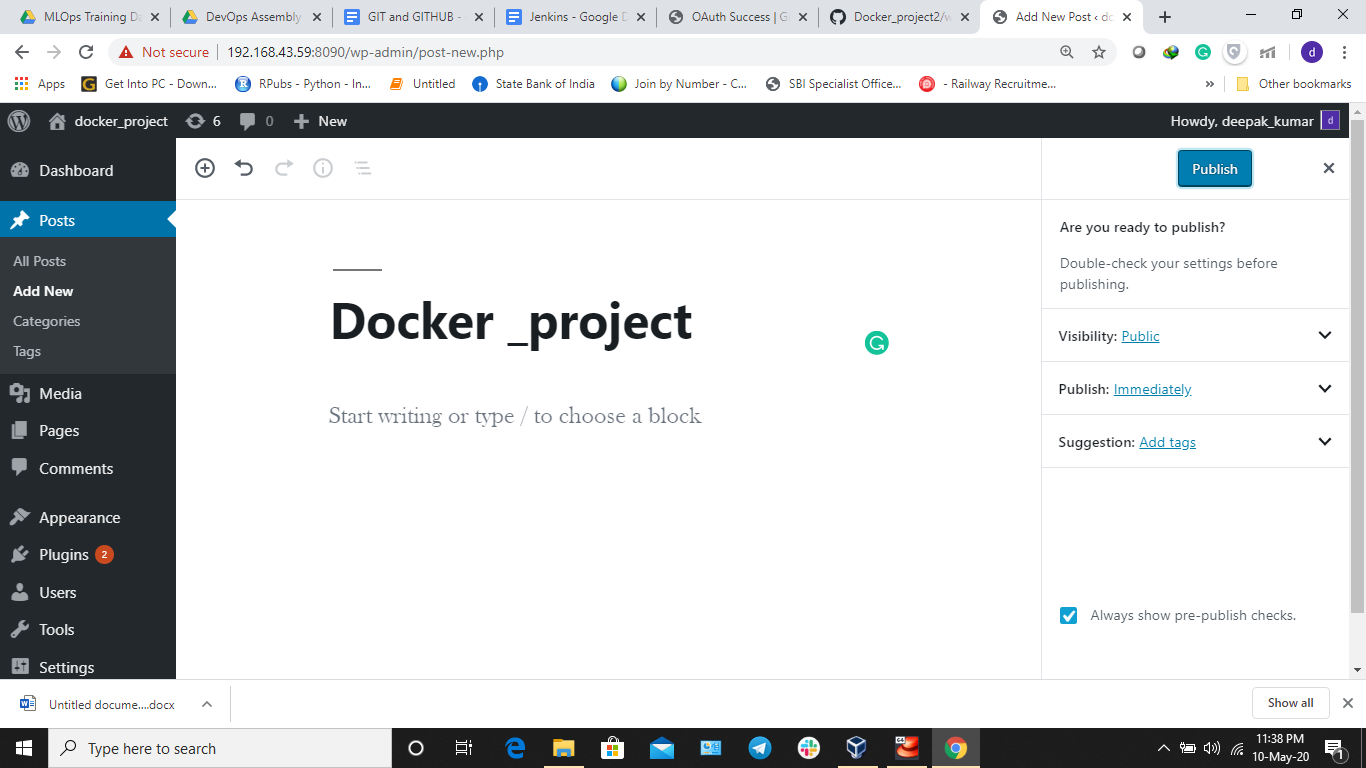 MLOps Training Da
DevOps Assembly
GIT and GITHUB -
Jenkins - Google D
OAuth Success | G
Docker_project2/w
Add New Post ‹ do
Not secure
192.168.43.59:8090/wp-admin/post-new.php
d
Apps
Get Into PC - Down...
RPubs - Python - In...
Untitled
State Bank of India
Join by Number - C...
SBI Specialist Office...
- Railway Recruitme...
»
Other bookmarks
docker_project
6
0
New
Howdy, deepak_kumar
d
Dashboard
Posts
All Posts
Add New
Categories
Tags
Media
Pages
Comments
Appearance
Plugins 2
Users
Tools
Settings
Docker _project
Start writing or type / to choose a block
Publish
Are you ready to publish?
Double-check your settings before
publishing.
Visibility: Public
Publish: Immediately
Suggestion: Add tags
Always show pre-publish checks.
Untitled docume....docx
Show all
Type here to search
64
11:38 PM
10-May-20
1